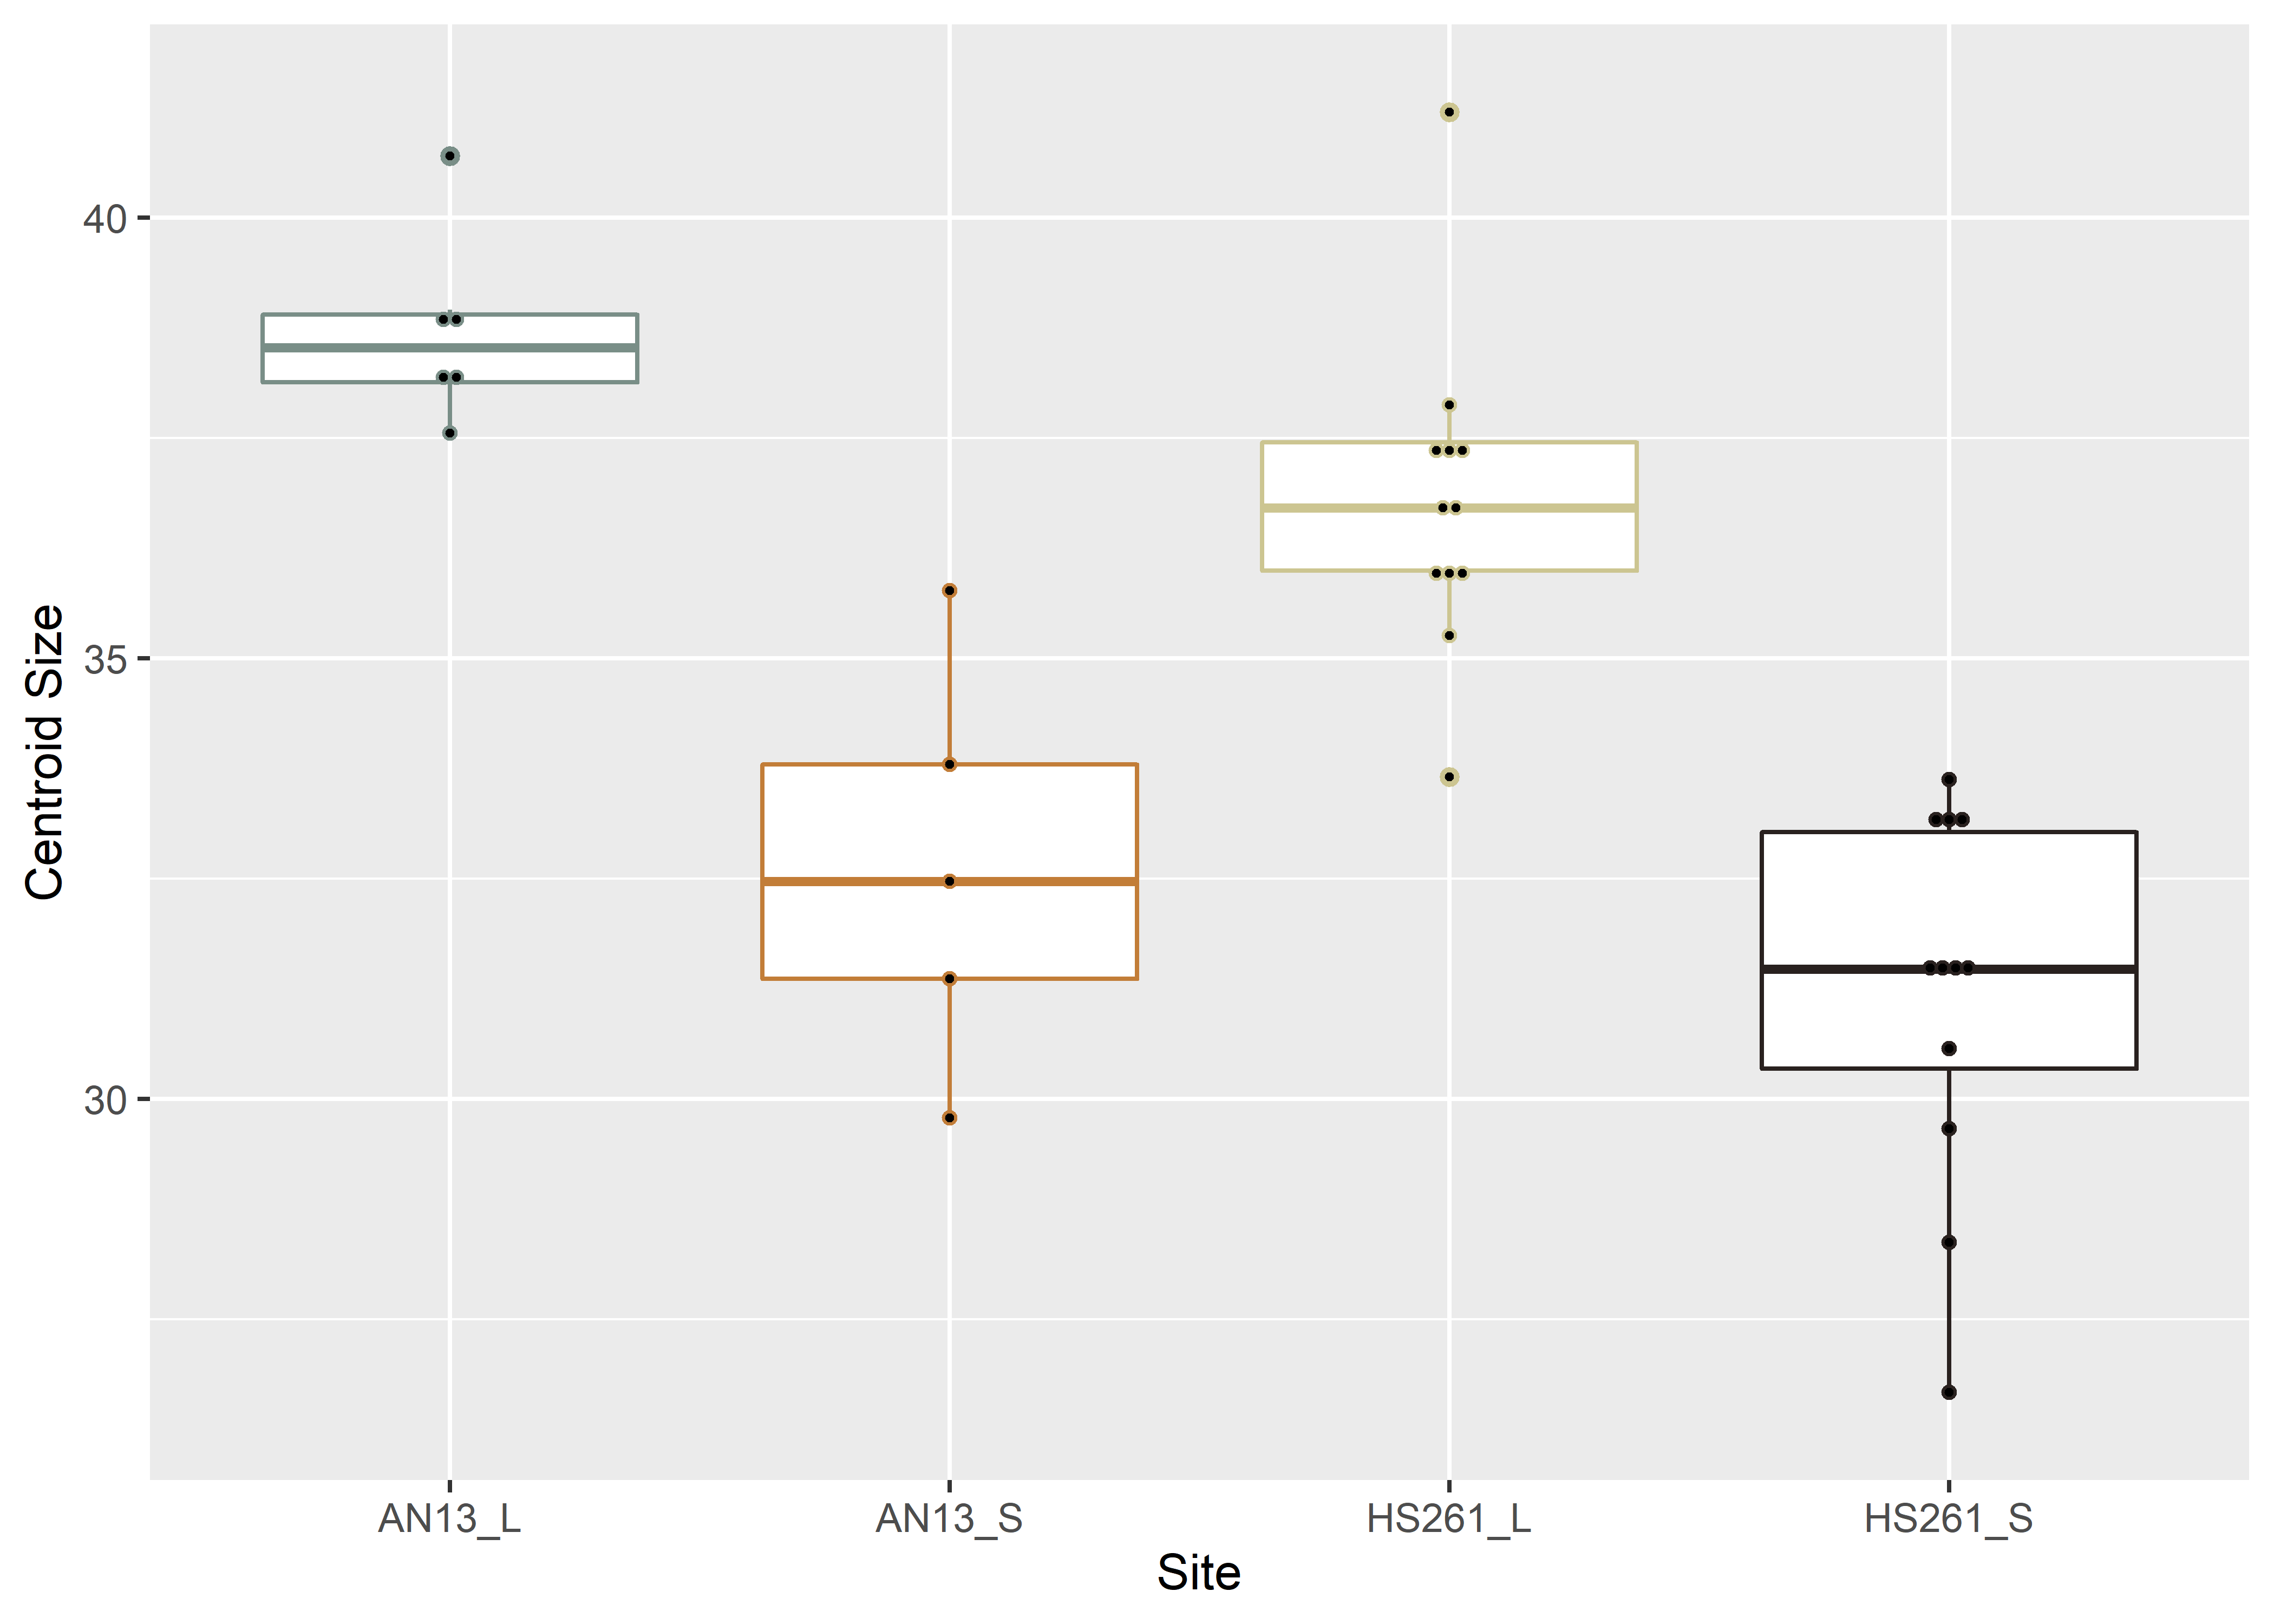 Centroid Size
40
35
30
AN13_L
AN13_S
HS261_L
HS261_S
Site